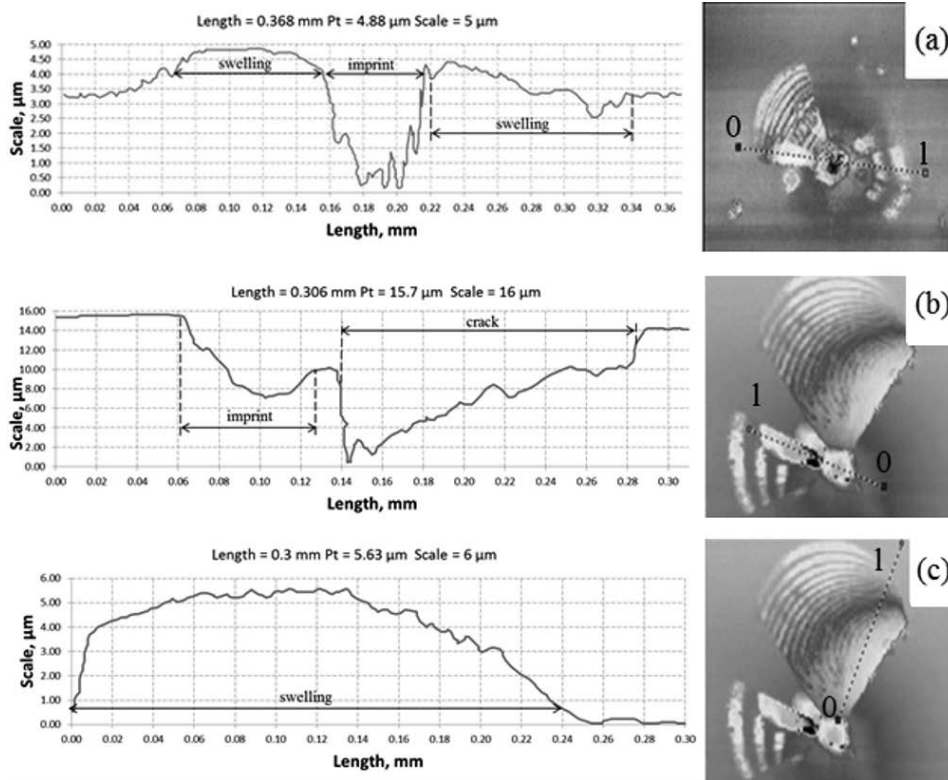 Length = 0.368 mm Pt = 4.88 µm Scale = 5 µm
(a)
5.00
4.50
4.00
3.50
3.00
2.50
2.00
1.50
1.00
0.50
0.00
Scale, µm
swelling
imprint
swelling
0
1
0.00 0.02 0.04 0.06 0.08 0.10 0.12 0.14 0.16 0.18 0.20 0.22 0.24 0.26 0.28 0.30 0.32 0.34 0.36
Length, mm
Length = 0.306 mm Pt = 15.7 µm Scale = 16 µm
(b)
16.00
14.00
12.00
10.00
8.00
6.00
4.00
2.00
0.00
Scale, µm
crack
imprint
1
0
0.00 0.02 0.04 0.06 0.08 0.10 0.12 0.14 0.16 0.18 0.20 0.22 0.24 0.26 0.28 0.30
Length, mm
Length = 0.3 mm Pt = 5.63 µm Scale = 6 µm
(c)
6.00
5.00
4.00
3.00
2.00
1.00
0.00
Scale, µm
swelling
1
0
0.00 0.02 0.04 0.06 0.08 0.10 0.12 0.14 0.16 0.18 0.20 0.22 0.24 0.26 0.28 0.30
Length, mm